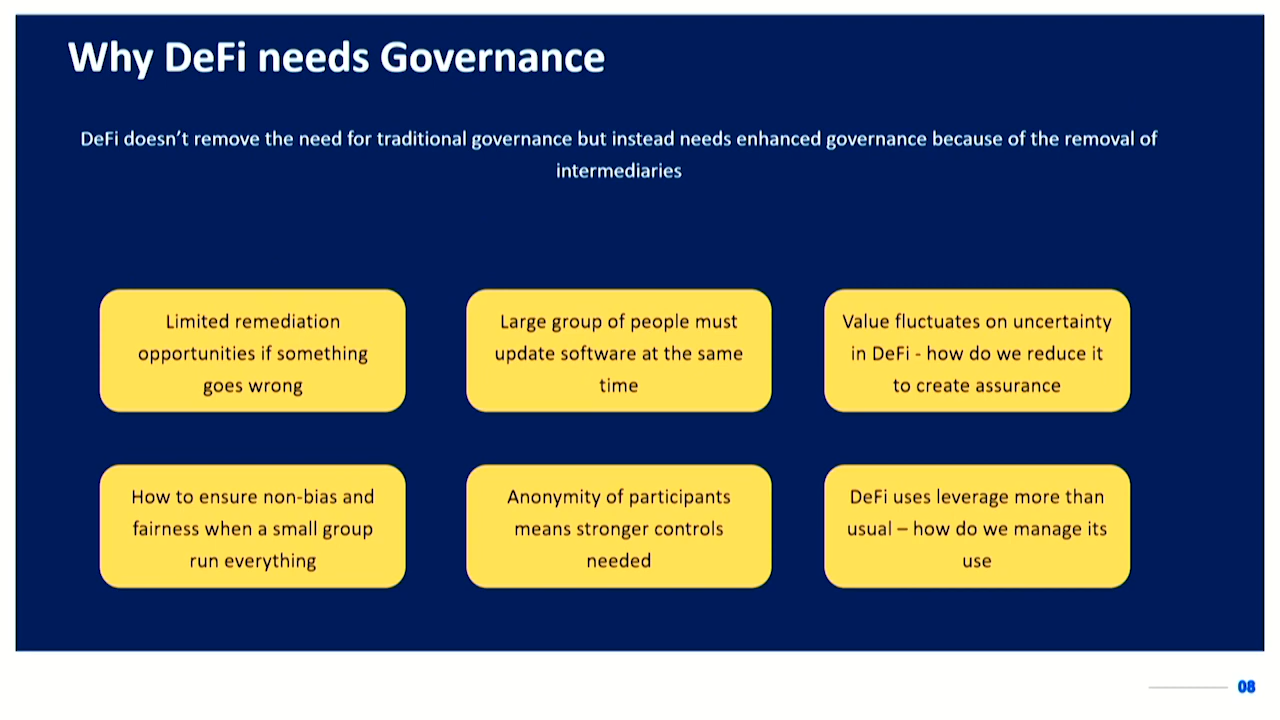 Why DeFi needs Governance
DeFi doesn’t remove the need for traditional governance but instead needs enhanced governance because of the removal of
intermediaries
Limited remediation
opportunities if something
goes wrong
Large group of people must
update software at the same
time
Value fluctuates on uncertainty
in DeFi - how do we reduce it
to create assurance
How to ensure non-bias and
fairness when a small group
run everything
Anonymity of participants
means stronger controls
needed
DeFi uses leverage more than
usual – how do we manage its
use
08